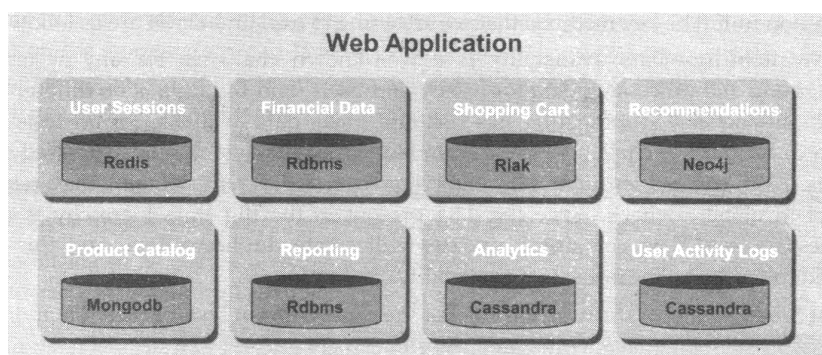 Web Application
User Sessions Financial Data Shopping Cart Recommendations
Redis Rdbms Riak Neo4j
Product Catalog Reporting Analytics User Activity Logs
Mongodb Rdbms Cassandra Cassandra